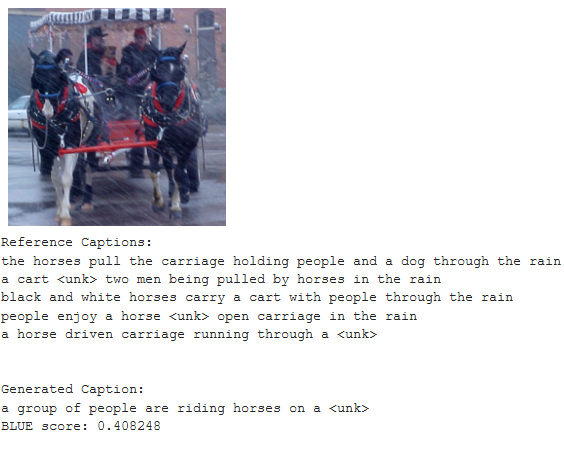 Reference Captions:
the horses pull the carriage holding people and a dog through the rain
a cart <unk> two men being pulled by horses in the rain
black and white horses carry a cart with people through the rain
people enjoy a horse <unk> open carriage in the rain
a horse driven carriage running through a <unk>
Generated Caption:
a group of people are riding horses on a <unk>
BLUE score: 0.408248